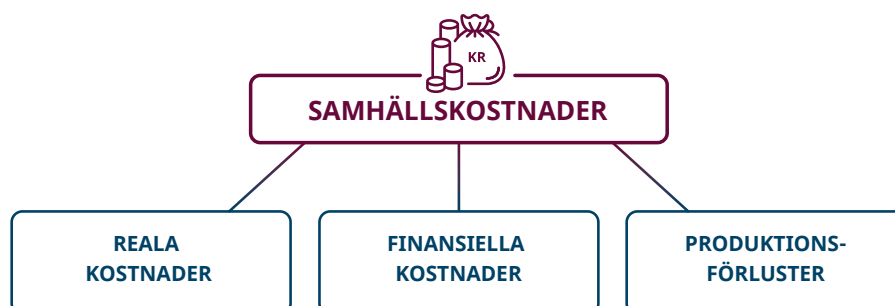 KR
SAMHÄLLSKOSTNADER
REALA
KOSTNADER
FINANSIELLA
KOSTNADER
PRODUKTIONS-
FÖRLUSTER